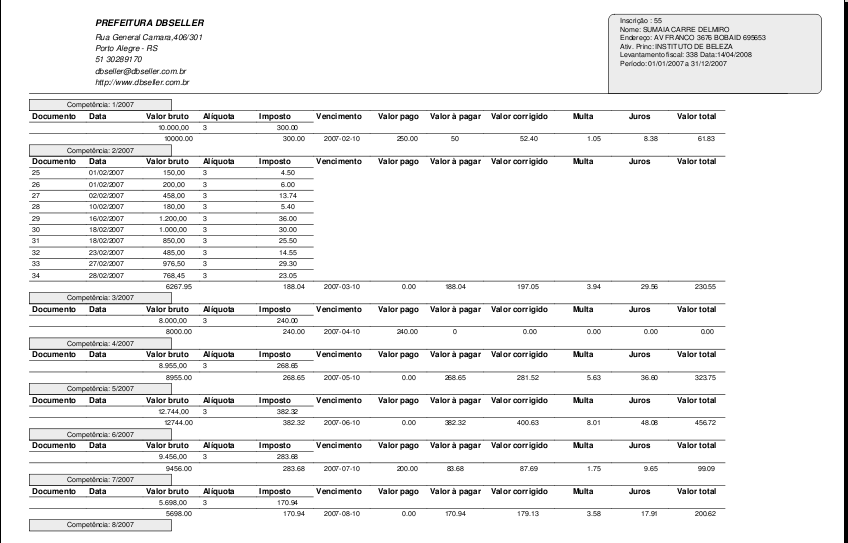 PREFEITURA DBSELLER
Rua General Camara,406/301
Porto Alegre - RS
51 30289170
dbseller@dbseller.com.br
http://www.dbseller.com.br
Inscrição : 55
Nome: SUMAIA CARRE DELMIRO
Endereço: AV FRANCO 3676 BOBAID 695653
Ativ. Princ: INSTITUTO DE BELEZA
Levantamento fiscal: 338 Data:14/04/2008
Período: 01/01/2007 a 31/12/2007
Competência: 1/2007
Documento Data Valor bruto Alíquota Imposto Vencimento Valor pago Valor à pagar Valor corrigido Multa Juros Valor total
10.000,00 3 300.00
10000.00 300.00 2007-02-10 250.00 50 52.40 1.05 8.38 61.83
Competência: 2/2007
Documento Data Valor bruto Alíquota Imposto Vencimento Valor pago Valor à pagar Valor corrigido Multa Juros Valor total
25 01/02/2007 150,00 3 4.50
26 01/02/2007 200,00 3 6.00
27 02/02/2007 458,00 3 13.74
28 10/02/2007 180,00 3 5.40
29 16/02/2007 1.200,00 3 36.00
30 18/02/2007 1.000,00 3 30.00
31 18/02/2007 850,00 3 25.50
32 23/02/2007 485,00 3 14.55
33 27/02/2007 976,50 3 29.30
34 28/02/2007 768,45 3 23.05
6267.95 188.04 2007-03-10 0.00 188.04 197.05 3.94 29.56 230.55
Competência: 3/2007
Documento Data Valor bruto Alíquota Imposto Vencimento Valor pago Valor à pagar Valor corrigido Multa Juros Valor total
8.000,00 3 240.00
8000.00 240.00 2007-04-10 240.00 0 0.00 0.00 0.00 0.00
Competência: 4/2007
Documento Data Valor bruto Alíquota Imposto Vencimento Valor pago Valor à pagar Valor corrigido Multa Juros Valor total
8.955,00 3 268.65
8955.00 268.65 2007-05-10 0.00 268.65 281.52 5.63 36.60 323.75
Competência: 5/2007
Documento Data Valor bruto Alíquota Imposto Vencimento Valor pago Valor à pagar Valor corrigido Multa Juros Valor total
12.744,00 3 382.32
12744.00 382.32 2007-06-10 0.00 382.32 400.63 8.01 48.08 456.72
Competência: 6/2007
Documento Data Valor bruto Alíquota Imposto Vencimento Valor pago Valor à pagar Valor corrigido Multa Juros Valor total
9.456,00 3 283.68
9456.00 283.68 2007-07-10 200.00 83.68 87.69 1.75 9.65 99.09
Competência: 7/2007
Documento Data Valor bruto Alíquota Imposto Vencimento Valor pago Valor à pagar Valor corrigido Multa Juros Valor total
5.698,00 3 170.94
5698.00 170.94 2007-08-10 0.00 170.94 179.13 3.58 17.91 200.62
Competência: 8/2007